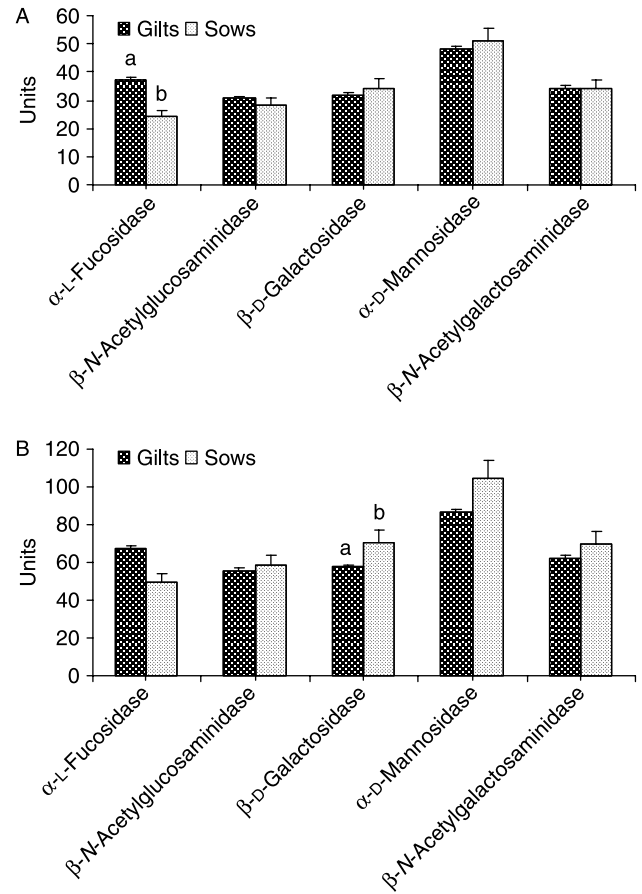 A
Gilts Sows
Units
60
50
40
30
20
10
0
a
b
α-L-Fucosidase
β-N-Acetylglucosaminidase
β-D-Galactosidase
α-D-Mannosidase
β-N-Acetylgalactosaminidase
B
Gilts Sows
Units
120
100
80
60
40
20
0
a
b
α-L-Fucosidase
β-N-Acetylglucosaminidase
β-D-Galactosidase
α-D-Mannosidase
β-N-Acetylgalactosaminidase